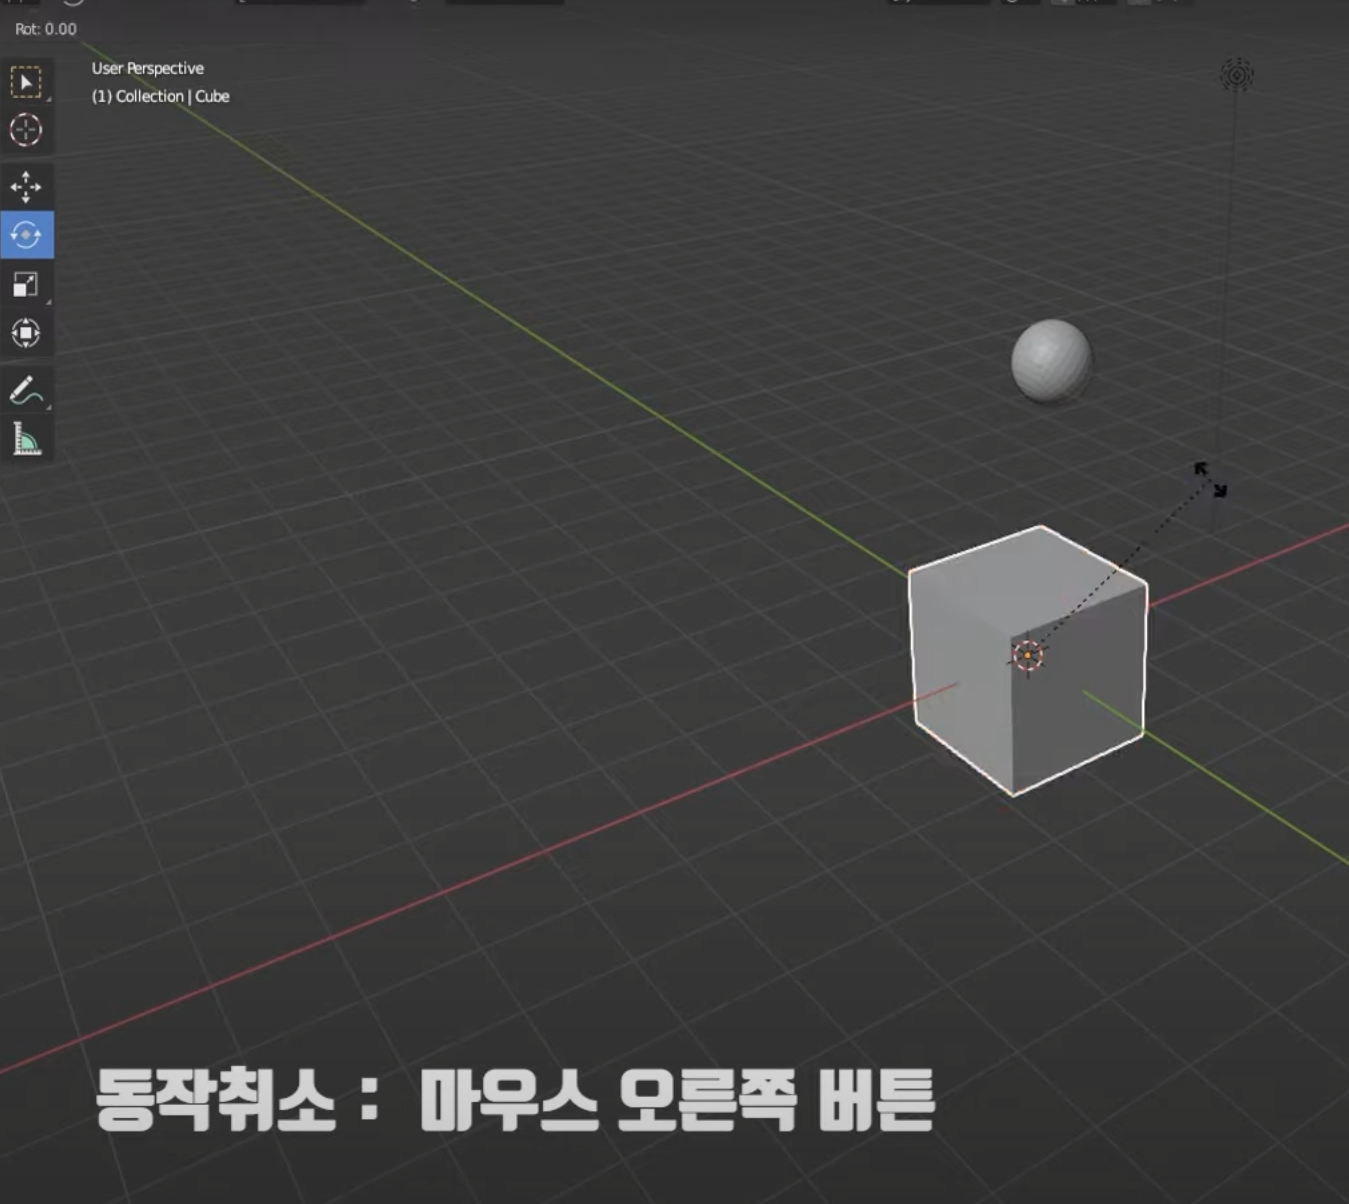 Rot: 0.00
User Perspective
(1) Collection | Cube
동작취소 : 마우스 오른쪽 버튼